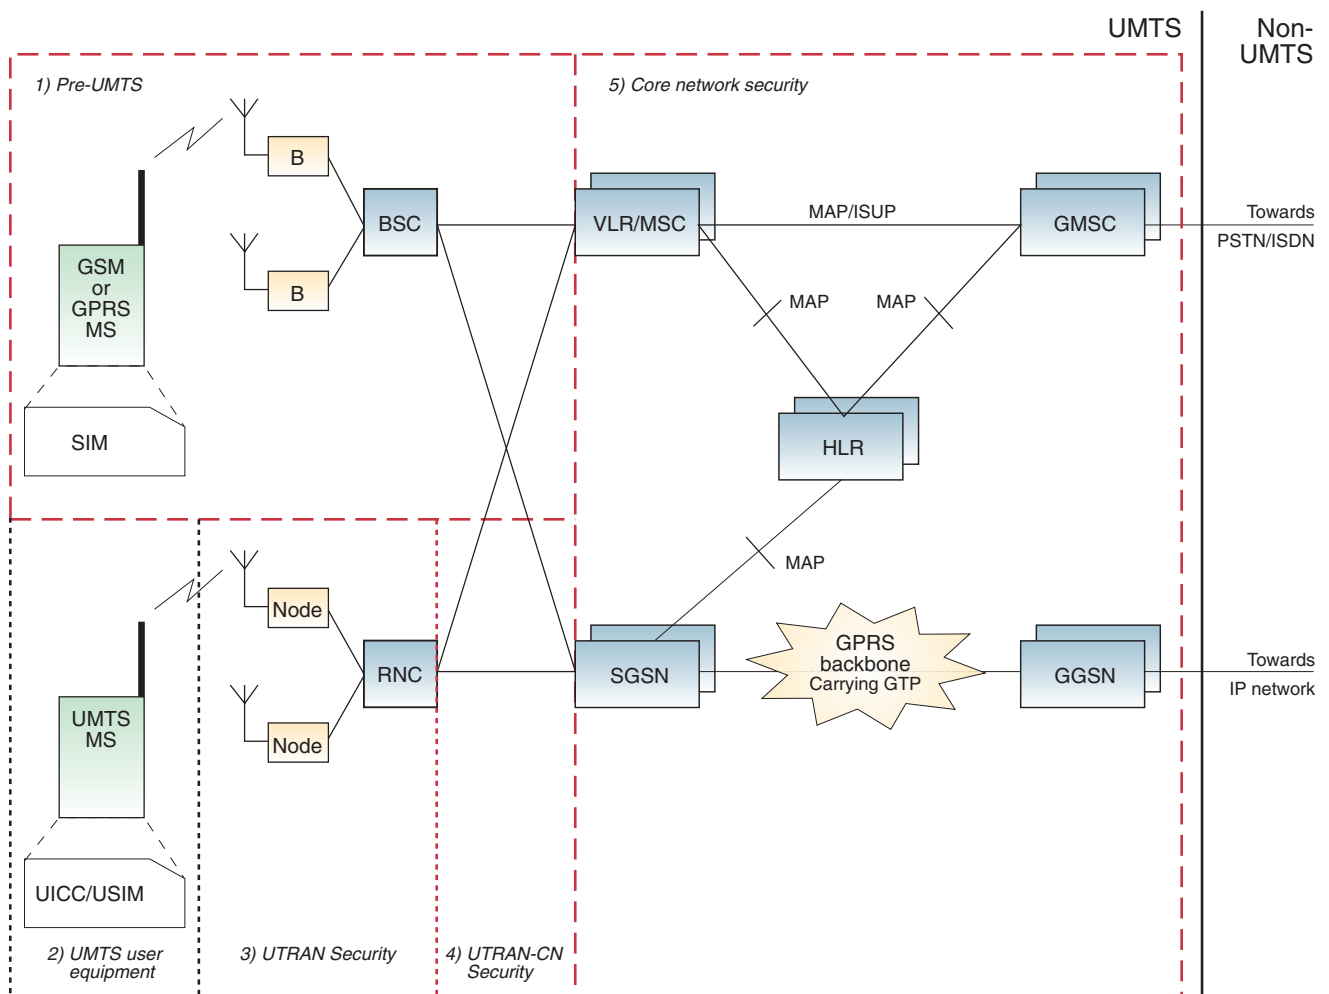 UMTS
Non-
UMTS
1) Pre-UMTS
5) Core network security
B
BSC
VLR/MSC
MAP/ISUP
GMSC
Towards
PSTN/ISDN
GSM
or
GPRS
MS
B
MAP
MAP
SIM
HLR
MAP
Node
RNC
SGSN
GPRS
backbone
Carrying GTP
GGSN
Towards
IP network
UMTS
MS
Node
UICC/USIM
2) UMTS user
equipment
3) UTRAN Security
4) UTRAN-CN
Security